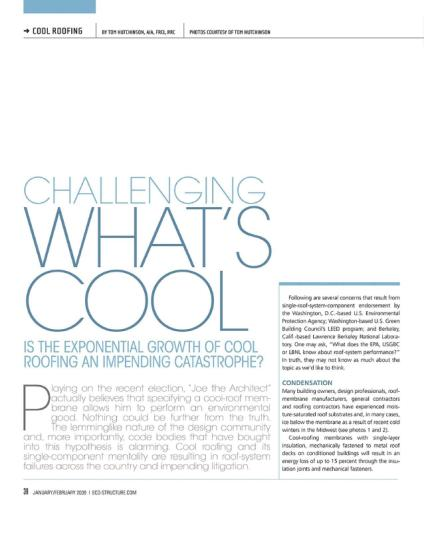 → COOL ROOFING
BY TOM HUTCHINSON, AIA, FRCI, RRC
PHOTOS COURTESY OF TOM HUTCHINSON
CHALLENGING
WHAT'S
COOL
IS THE EXPONENTIAL GROWTH OF COOL
ROOFING AN IMPENDING CATASTROPHE?
Playing on the recent election, "Joe the Architect"
actually believes that specifying a cool-roof mem-
brane allows him to perform an environmental
good. Nothing could be further from the truth.
The lemminglike nature of the design community
and, more importantly, code bodies that have bought
into this hypothesis is alarming. Cool roofing and its
single-component mentality are resulting in roof-system
failures across the country and impending litigation.
Following are several concerns that result from
single-roof-system-component endorsement by
the Washington, D.C.-based U.S. Environmental
Protection Agency; Washington-based U.S. Green
Building Council's LEED program; and Berkeley,
Calif.-based Lawrence Berkeley National Labora-
tory. One may ask, "What does the EPA, USGBC
or LBNL know about roof-system performance?"
In truth, they may not know as much about the
topic as we'd like to think.
CONDENSATION
Many building owners, design professionals, roof-
membrane manufacturers, general contractors
and roofing contractors have experienced mois-
ture-saturated roof substrates and, in many cases,
ice below the membrane as a result of recent cold
winters in the Midwest (see photos 1 and 2).
Cool-roofing membranes with single-layer
insulation, mechanically fastened to metal roof
decks on conditioned buildings will result in an
energy loss of up to 15 percent through the insu-
lation joints and mechanical fasteners.
38 JANUARY/FEBRUARY 2009 | ECO-STRUCTURE.COM